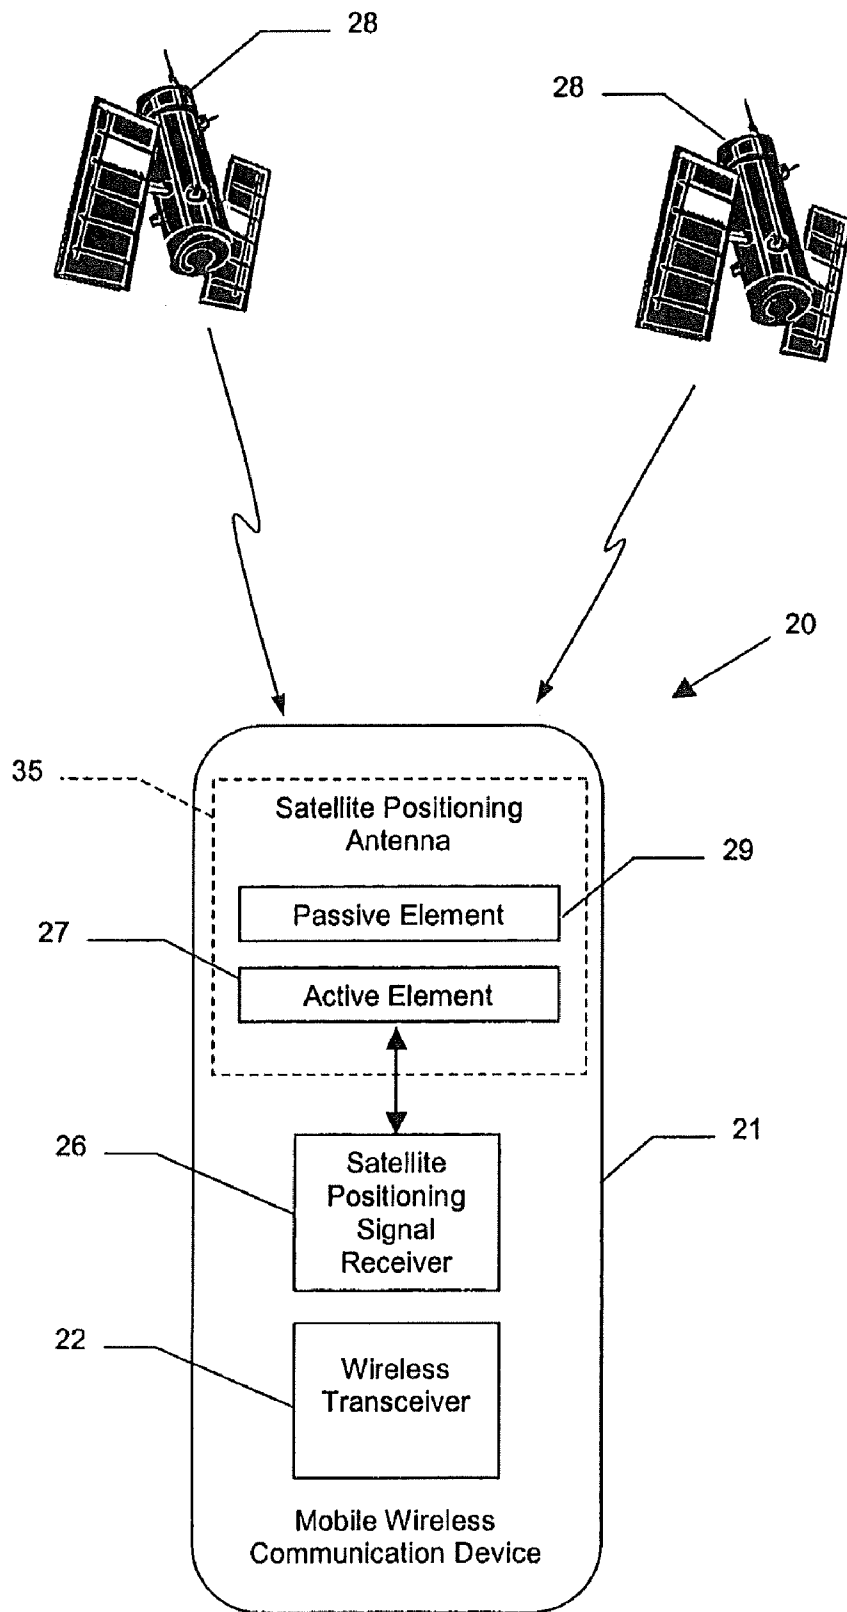 28
28
20
35
Satellite Positioning
Antenna
29
Passive Element
27
Active Element
21
26
Satellite
Positioning
Signal
Receiver
22
Wireless
Transceiver
Mobile Wireless
Communication Device